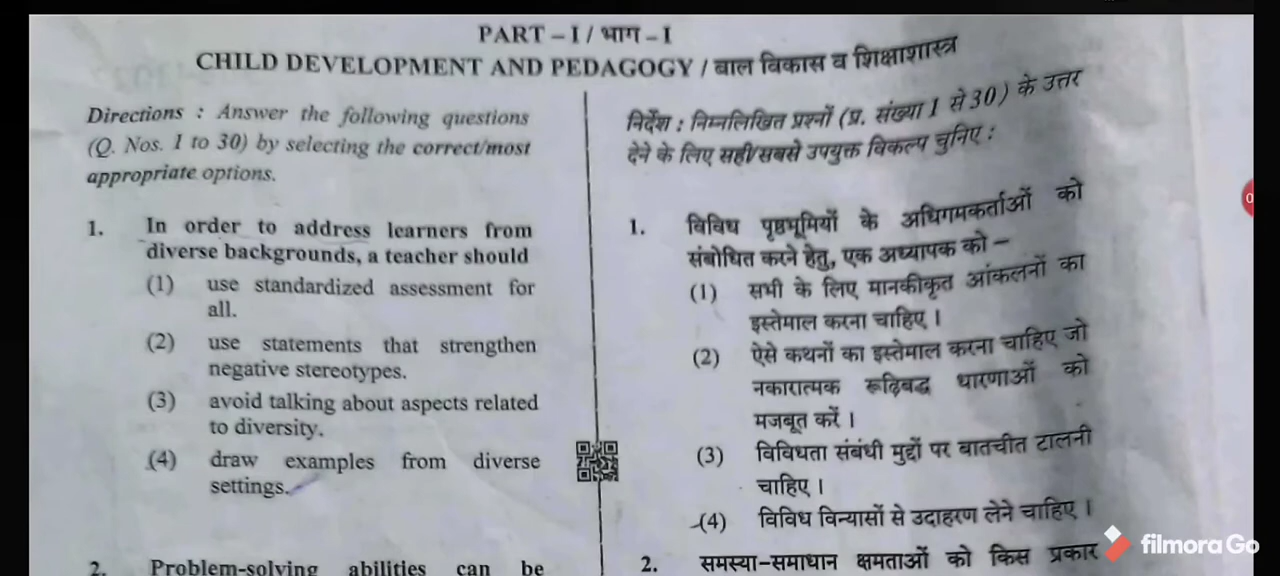 PART – I / भाग – I
CHILD DEVELOPMENT AND PEDAGOGY / बाल विकास व शिक्षाशास्त्र
Directions : Answer the following questions
(Q. Nos. 1 to 30) by selecting the correct/most
appropriate options.
1. In order to address learners from
diverse backgrounds, a teacher should
(1) use standardized assessment for
all.
(2) use statements that strengthen
negative stereotypes.
(3) avoid talking about aspects related
to diversity.
(4) draw examples from diverse
settings.
2. Problem-solving abilities can be
निर्देश : निम्नलिखित प्रश्नों (प्र. संख्या 1 से 30) के उत्तर
देने के लिए सही/सबसे उपयुक्त विकल्प चुनिए :
1. विविध पृष्ठभूमियों के अधिगमकर्ताओं को
संबोधित करने हेतु, एक अध्यापक को –
(1) सभी के लिए मानकीकृत आंकलनों का
इस्तेमाल करना चाहिए ।
(2) ऐसे कथनों का इस्तेमाल करना चाहिए जो
नकारात्मक रूढ़िबद्ध धारणाओं को
मजबूत करें ।
(3) विविधता संबंधी मुद्दों पर बातचीत टालनी
चाहिए ।
(4) विविध विन्यासों से उदाहरण लेने चाहिए ।
2. समस्या-समाधान क्षमताओं को किस प्रकार
0
filmora Go